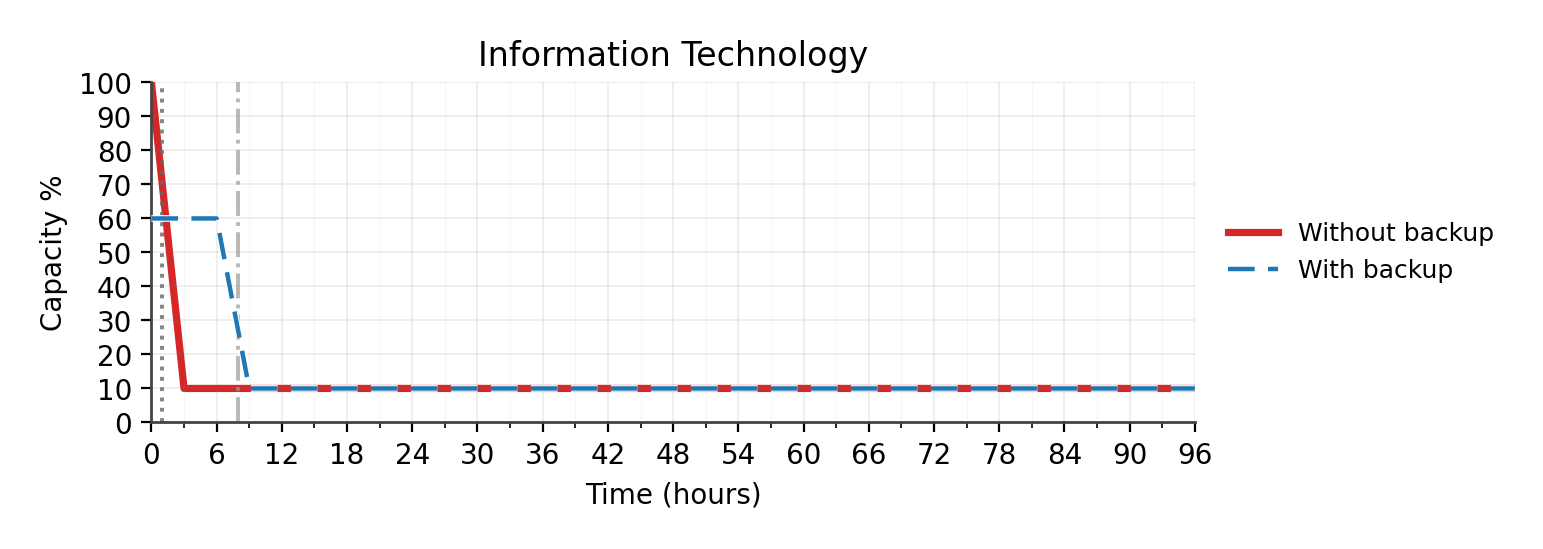 Information Technology
100
90
80
70
60
50
40
30
20
10
0
Capacity %
0 6 12 18 24 30 36 42 48 54 60 66 72 78 84 90 96
Time (hours)
Without backup
With backup